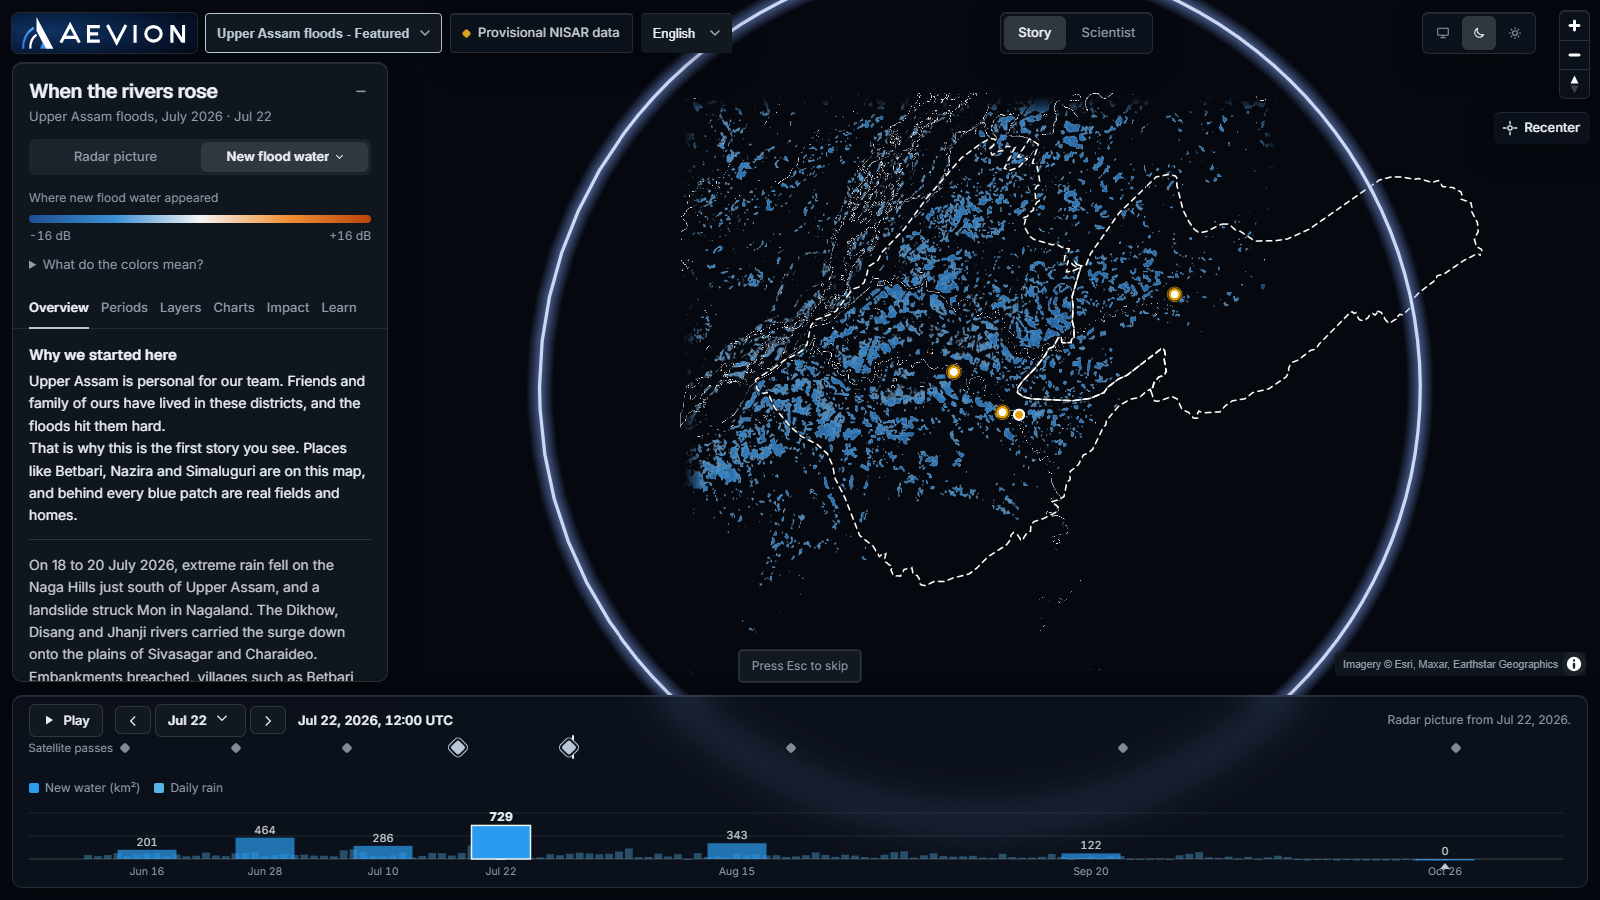 AEVION
Upper Assam floods - Featured
Provisional NISAR data
English
Story
Scientist
Recenter
When the rivers rose
Upper Assam floods, July 2026 · Jul 22
Radar picture
New flood water
Where new flood water appeared
-16 dB
+16 dB
What do the colors mean?
Overview
Periods
Layers
Charts
Impact
Learn
Why we started here
Upper Assam is personal for our team. Friends and
family of ours have lived in these districts, and the
floods hit them hard.
That is why this is the first story you see. Places
like Betbari, Nazira and Simaluguri are on this map,
and behind every blue patch are real fields and
homes.
On 18 to 20 July 2026, extreme rain fell on the
Naga Hills just south of Upper Assam, and a
landslide struck Mon in Nagaland. The Dikhow,
Disang and Jhanji rivers carried the surge down
onto the plains of Sivasagar and Charaideo.
Embankments breached, villages such as Betbari
Press Esc to skip
Imagery © Esri, Maxar, Earthstar Geographics
Play
Jul 22
Jul 22, 2026, 12:00 UTC
Radar picture from Jul 22, 2026.
Satellite passes
New water (km²)
Daily rain
201
464
286
729
343
122
0
Jun 16
Jun 28
Jul 10
Jul 22
Aug 15
Sep 20
Oct 26